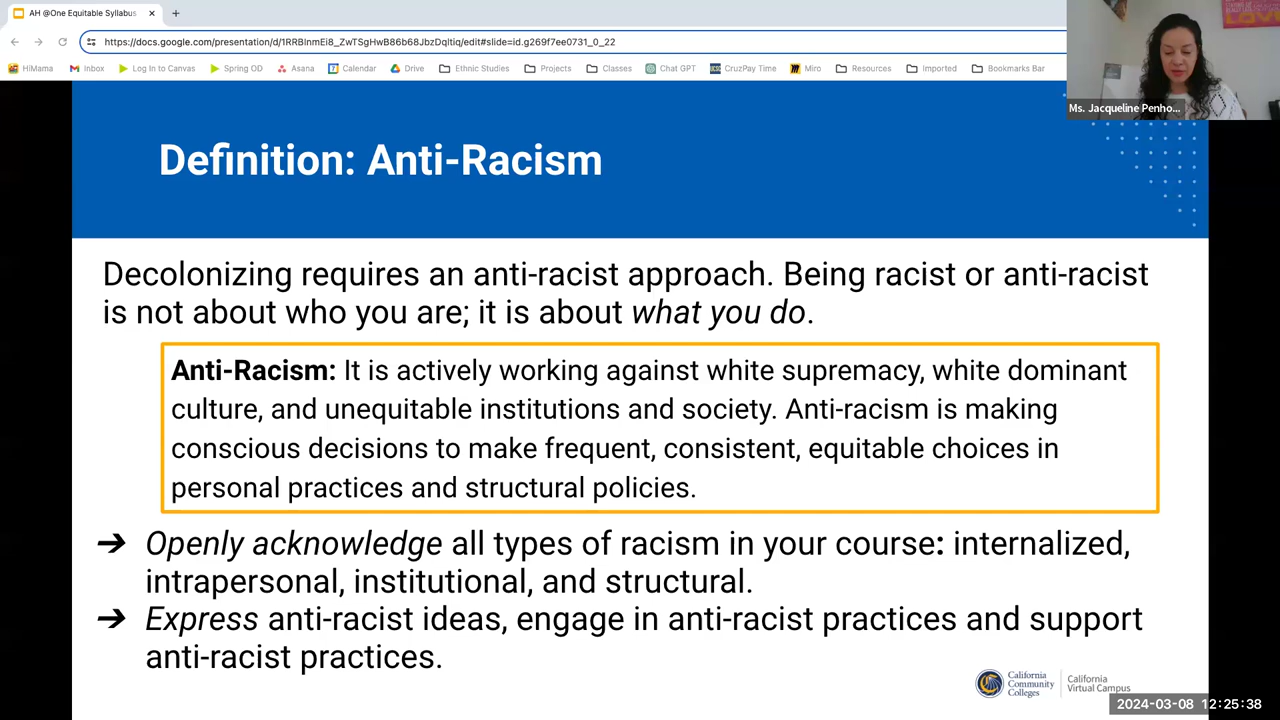 AH @One Equitable Syllabus
https://docs.google.com/presentation/d/1RRBInmEi8_ZwTSgHwB86b68JbzDqltiq/edit#slide=id.g269f7ee0731_0_22
HiMama Inbox Log In to Canvas Spring OD Asana Calendar Drive Ethnic Studies Projects Classes Chat GPT CruzPay Time Miro Resources Imported Bookmarks Bar
LOVE
Ms. Jacqueline Penho...
Definition: Anti-Racism
Decolonizing requires an anti-racist approach. Being racist or anti-racist
is not about who you are; it is about what you do.
Anti-Racism: It is actively working against white supremacy, white dominant
culture, and unequitable institutions and society. Anti-racism is making
conscious decisions to make frequent, consistent, equitable choices in
personal practices and structural policies.
➔ Openly acknowledge all types of racism in your course: internalized,
intrapersonal, institutional, and structural.
➔ Express anti-racist ideas, engage in anti-racist practices and support
anti-racist practices.
California
Community
Colleges
California
Virtual Campus
2024-03-08 12:25:38